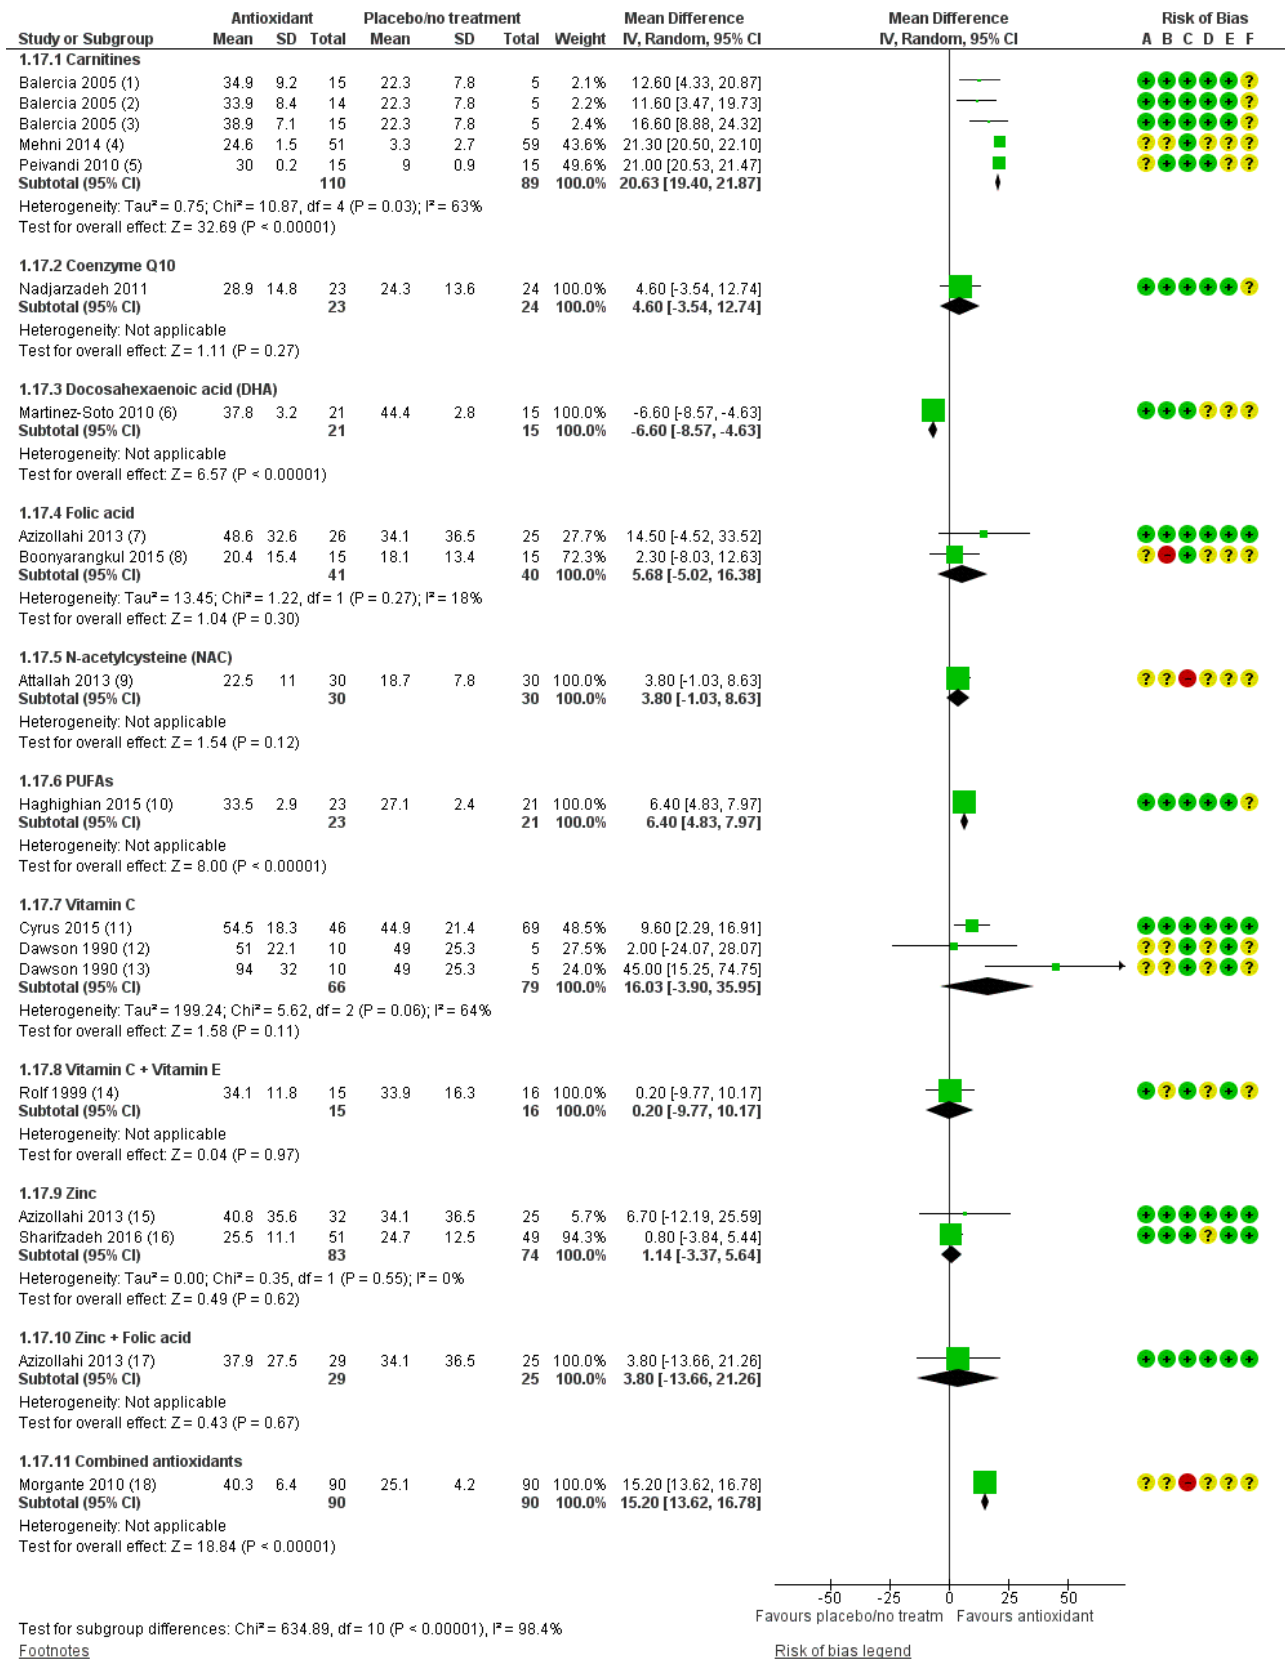 Antioxidant Placebo/no treatment Mean Difference Mean Difference Risk of Bias
Study or Subgroup Mean SD Total Mean SD Total Weight IV, Random, 95% CI IV, Random, 95% CI A B C D E F
1.17.1 Carnitines
Balercia 2005 (1) 34.9 9.2 15 22.3 7.8 5 2.1% 12.60 [4.33, 20.87] + + + + + ?
Balercia 2005 (2) 33.9 8.4 14 22.3 7.8 5 2.2% 11.60 [3.47, 19.73] + + + + + ?
Balercia 2005 (3) 38.9 7.1 15 22.3 7.8 5 2.4% 16.60 [8.88, 24.32] + + + + + ?
Mehni 2014 (4) 24.6 1.5 51 3.3 2.7 59 43.6% 21.30 [20.50, 22.10] ? ? + ? ? ?
Peivandi 2010 (5) 30 0.2 15 9 0.9 15 49.6% 21.00 [20.53, 21.47] ? + + + ? ?
Subtotal (95% CI) 110 89 100.0% 20.63 [19.40, 21.87]
Heterogeneity: Tau² = 0.75; Chi² = 10.87, df = 4 (P = 0.03); I² = 63%
Test for overall effect: Z = 32.69 (P < 0.00001)
1.17.2 Coenzyme Q10
Nadjarzadeh 2011 28.9 14.8 23 24.3 13.6 24 100.0% 4.60 [-3.54, 12.74] + + + + + ?
Subtotal (95% CI) 23 24 100.0% 4.60 [-3.54, 12.74]
Heterogeneity: Not applicable
Test for overall effect: Z = 1.11 (P = 0.27)
1.17.3 Docosahexaenoic acid (DHA)
Martinez-Soto 2010 (6) 37.8 3.2 21 44.4 2.8 15 100.0% -6.60 [-8.57, -4.63] + + + ? ? ?
Subtotal (95% CI) 21 15 100.0% -6.60 [-8.57, -4.63]
Heterogeneity: Not applicable
Test for overall effect: Z = 6.57 (P < 0.00001)
1.17.4 Folic acid
Azizollahi 2013 (7) 48.6 32.6 26 34.1 36.5 25 27.7% 14.50 [-4.52, 33.52] + + + + + +
Boonyarangkul 2015 (8) 20.4 15.4 15 18.1 13.4 15 72.3% 2.30 [-8.03, 12.63] ? - + ? ? ?
Subtotal (95% CI) 41 40 100.0% 5.68 [-5.02, 16.38]
Heterogeneity: Tau² = 13.45; Chi² = 1.22, df = 1 (P = 0.27); I² = 18%
Test for overall effect: Z = 1.04 (P = 0.30)
1.17.5 N-acetylcysteine (NAC)
Attallah 2013 (9) 22.5 11 30 18.7 7.8 30 100.0% 3.80 [-1.03, 8.63] ? ? - ? ? ?
Subtotal (95% CI) 30 30 100.0% 3.80 [-1.03, 8.63]
Heterogeneity: Not applicable
Test for overall effect: Z = 1.54 (P = 0.12)
1.17.6 PUFAs
Haghighian 2015 (10) 33.5 2.9 23 27.1 2.4 21 100.0% 6.40 [4.83, 7.97] + + + + + ?
Subtotal (95% CI) 23 21 100.0% 6.40 [4.83, 7.97]
Heterogeneity: Not applicable
Test for overall effect: Z = 8.00 (P < 0.00001)
1.17.7 Vitamin C
Cyrus 2015 (11) 54.5 18.3 46 44.9 21.4 69 48.5% 9.60 [2.29, 16.91] + + + + + +
Dawson 1990 (12) 51 22.1 10 49 25.3 5 27.5% 2.00 [-24.07, 28.07] ? ? + ? + ?
Dawson 1990 (13) 94 32 10 49 25.3 5 24.0% 45.00 [15.25, 74.75] ? ? + ? + ?
Subtotal (95% CI) 66 79 100.0% 16.03 [-3.90, 35.95]
Heterogeneity: Tau² = 199.24; Chi² = 5.62, df = 2 (P = 0.06); I² = 64%
Test for overall effect: Z = 1.58 (P = 0.11)
1.17.8 Vitamin C + Vitamin E
Rolf 1999 (14) 34.1 11.8 15 33.9 16.3 16 100.0% 0.20 [-9.77, 10.17] + ? + ? + ?
Subtotal (95% CI) 15 16 100.0% 0.20 [-9.77, 10.17]
Heterogeneity: Not applicable
Test for overall effect: Z = 0.04 (P = 0.97)
1.17.9 Zinc
Azizollahi 2013 (15) 40.8 35.6 32 34.1 36.5 25 5.7% 6.70 [-12.19, 25.59] + + + + + +
Sharifzadeh 2016 (16) 25.5 11.1 51 24.7 12.5 49 94.3% 0.80 [-3.84, 5.44] + + + ? + +
Subtotal (95% CI) 83 74 100.0% 1.14 [-3.37, 5.64]
Heterogeneity: Tau² = 0.00; Chi² = 0.35, df = 1 (P = 0.55); I² = 0%
Test for overall effect: Z = 0.49 (P = 0.62)
1.17.10 Zinc + Folic acid
Azizollahi 2013 (17) 37.9 27.5 29 34.1 36.5 25 100.0% 3.80 [-13.66, 21.26] + + + + + +
Subtotal (95% CI) 29 25 100.0% 3.80 [-13.66, 21.26]
Heterogeneity: Not applicable
Test for overall effect: Z = 0.43 (P = 0.67)
1.17.11 Combined antioxidants
Morgante 2010 (18) 40.3 6.4 90 25.1 4.2 90 100.0% 15.20 [13.62, 16.78] ? ? - ? ? ?
Subtotal (95% CI) 90 90 100.0% 15.20 [13.62, 16.78]
Heterogeneity: Not applicable
Test for overall effect: Z = 18.84 (P < 0.00001)
-50 -25 0 25 50
Favours placebo/no treatm Favours antioxidant
Test for subgroup differences: Chi² = 634.89, df = 10 (P < 0.00001), I² = 98.4%
Footnotes Risk of bias legend